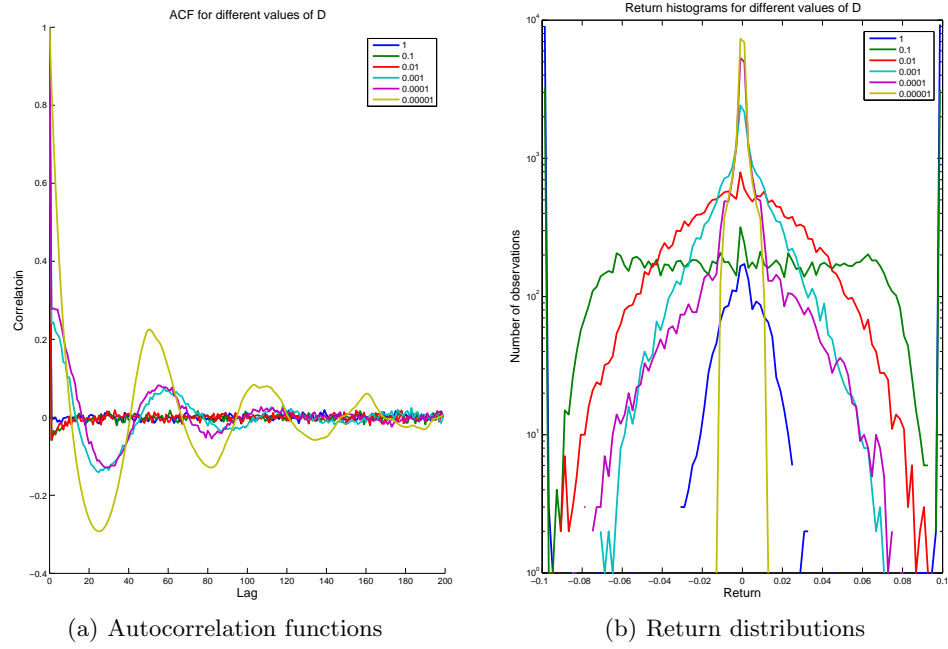 ACF for different values of D
1
0.8
0.6
0.4
0.2
0
−0.2
−0.4
Correlatoin
0 20 40 60 80 100 120 140 160 180 200
Lag
1
0.1
0.01
0.001
0.0001
0.00001
(a) Autocorrelation functions
Return histograms for different values of D
10^4
10^3
10^2
10^1
10^0
Number of observations
−0.1 −0.08 −0.06 −0.04 −0.02 0 0.02 0.04 0.06 0.08 0.1
Return
1
0.1
0.01
0.001
0.0001
0.00001
(b) Return distributions